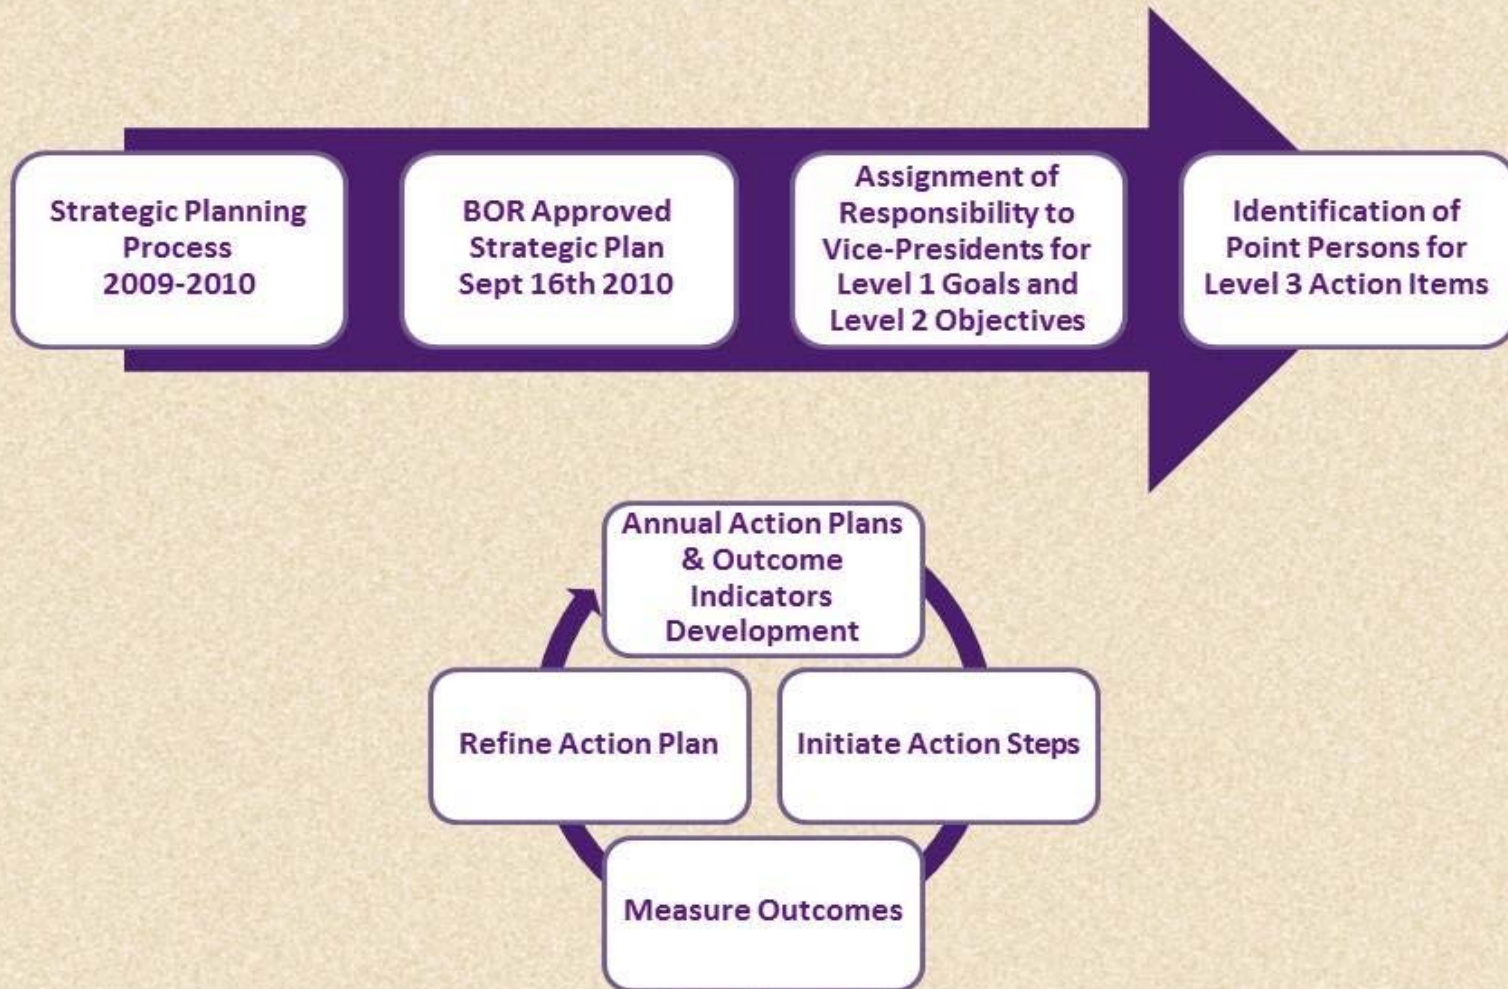 Strategic Planning
Process
2009-2010
BOR Approved
Strategic Plan
Sept 16th 2010
Assignment of
Responsibility to
Vice-Presidents for
Level 1 Goals and
Level 2 Objectives
Identification of
Point Persons for
Level 3 Action Items
Annual Action Plans
& Outcome
Indicators
Development
Initiate Action Steps
Measure Outcomes
Refine Action Plan